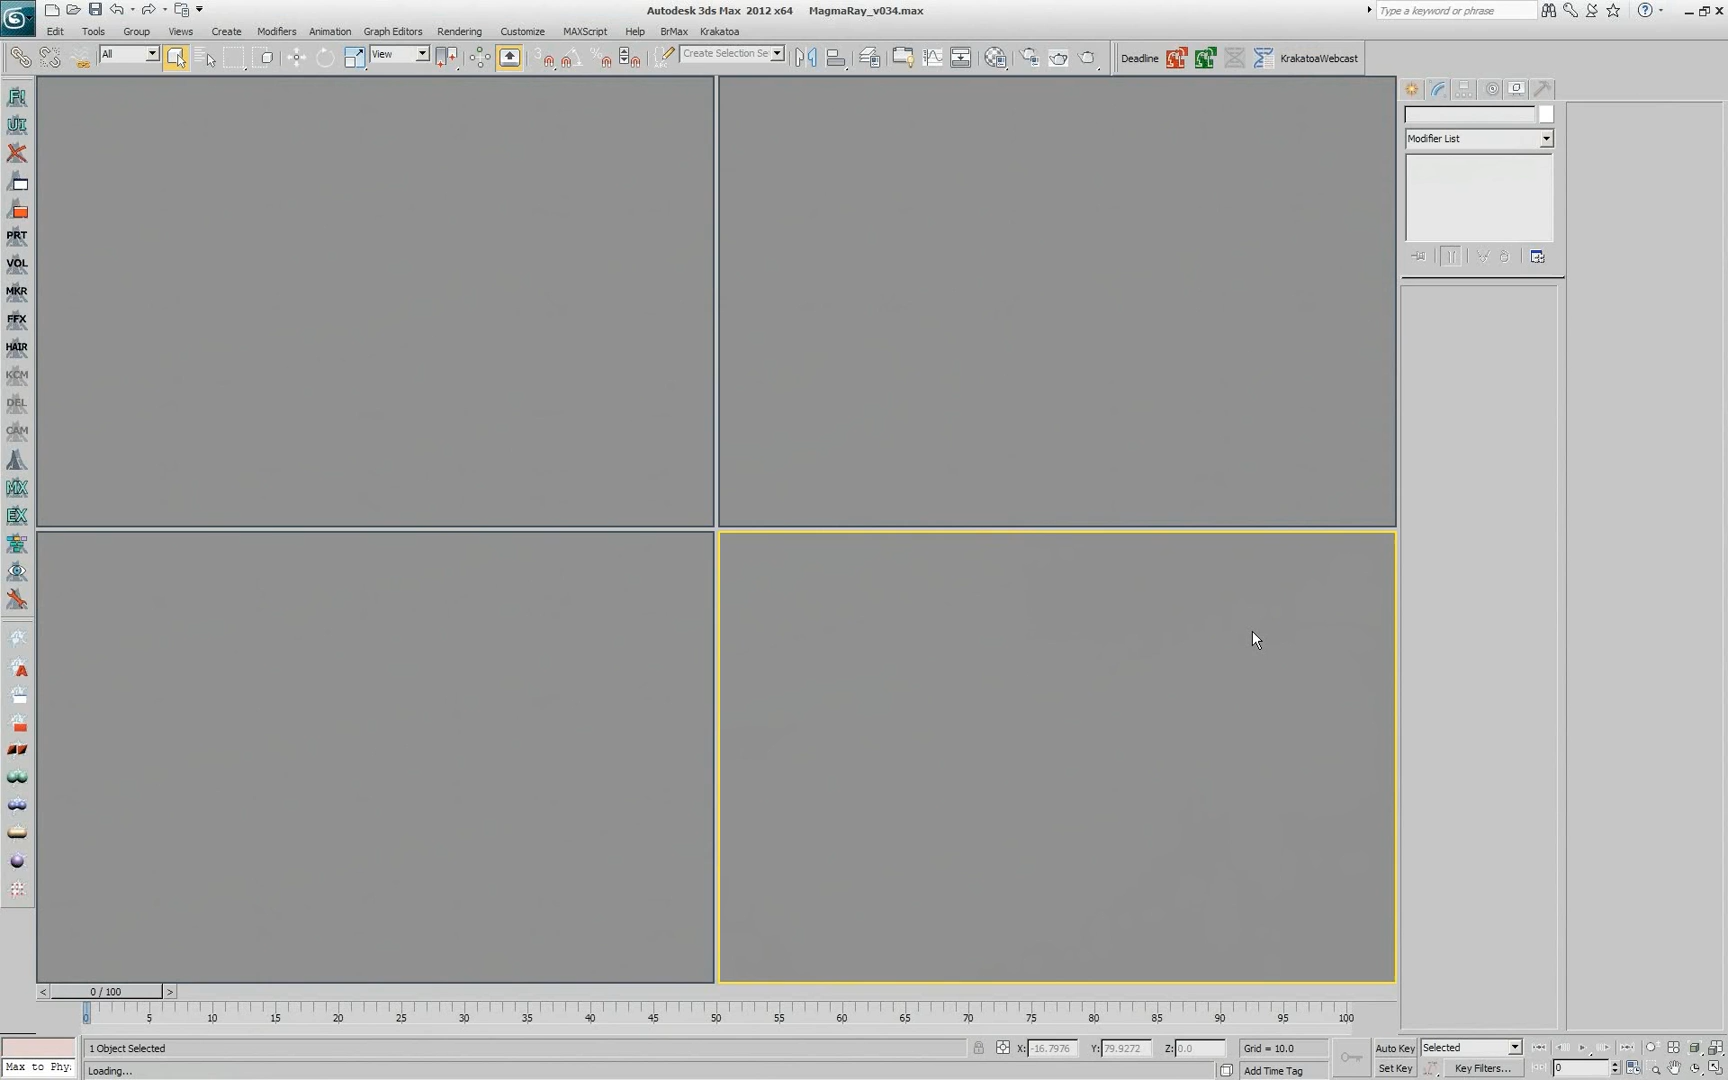 Autodesk 3ds Max 2012 x64 MagmaRay_v034.max
Type a keyword or phrase
Edit Tools Group Views Create Modifiers Animation Graph Editors Rendering Customize MAXScript Help BrMax Krakatoa
All View Create Selection Se Deadline KrakatoaWebcast
F!
UI
PRT
VOL
MKR
FFX
HAIR
KCM
DEL
CAM
MX
EX
Modifier List
< 0 / 100 >
0 5 10 15 20 25 30 35 40 45 50 55 60 65 70 75 80 85 90 95 100
1 Object Selected X: -16.7976 Y: 79.9272 Z: 0.0 Grid = 10.0 Auto Key Selected
Max to Phy. Loading... Add Time Tag Set Key Key Filters... 0